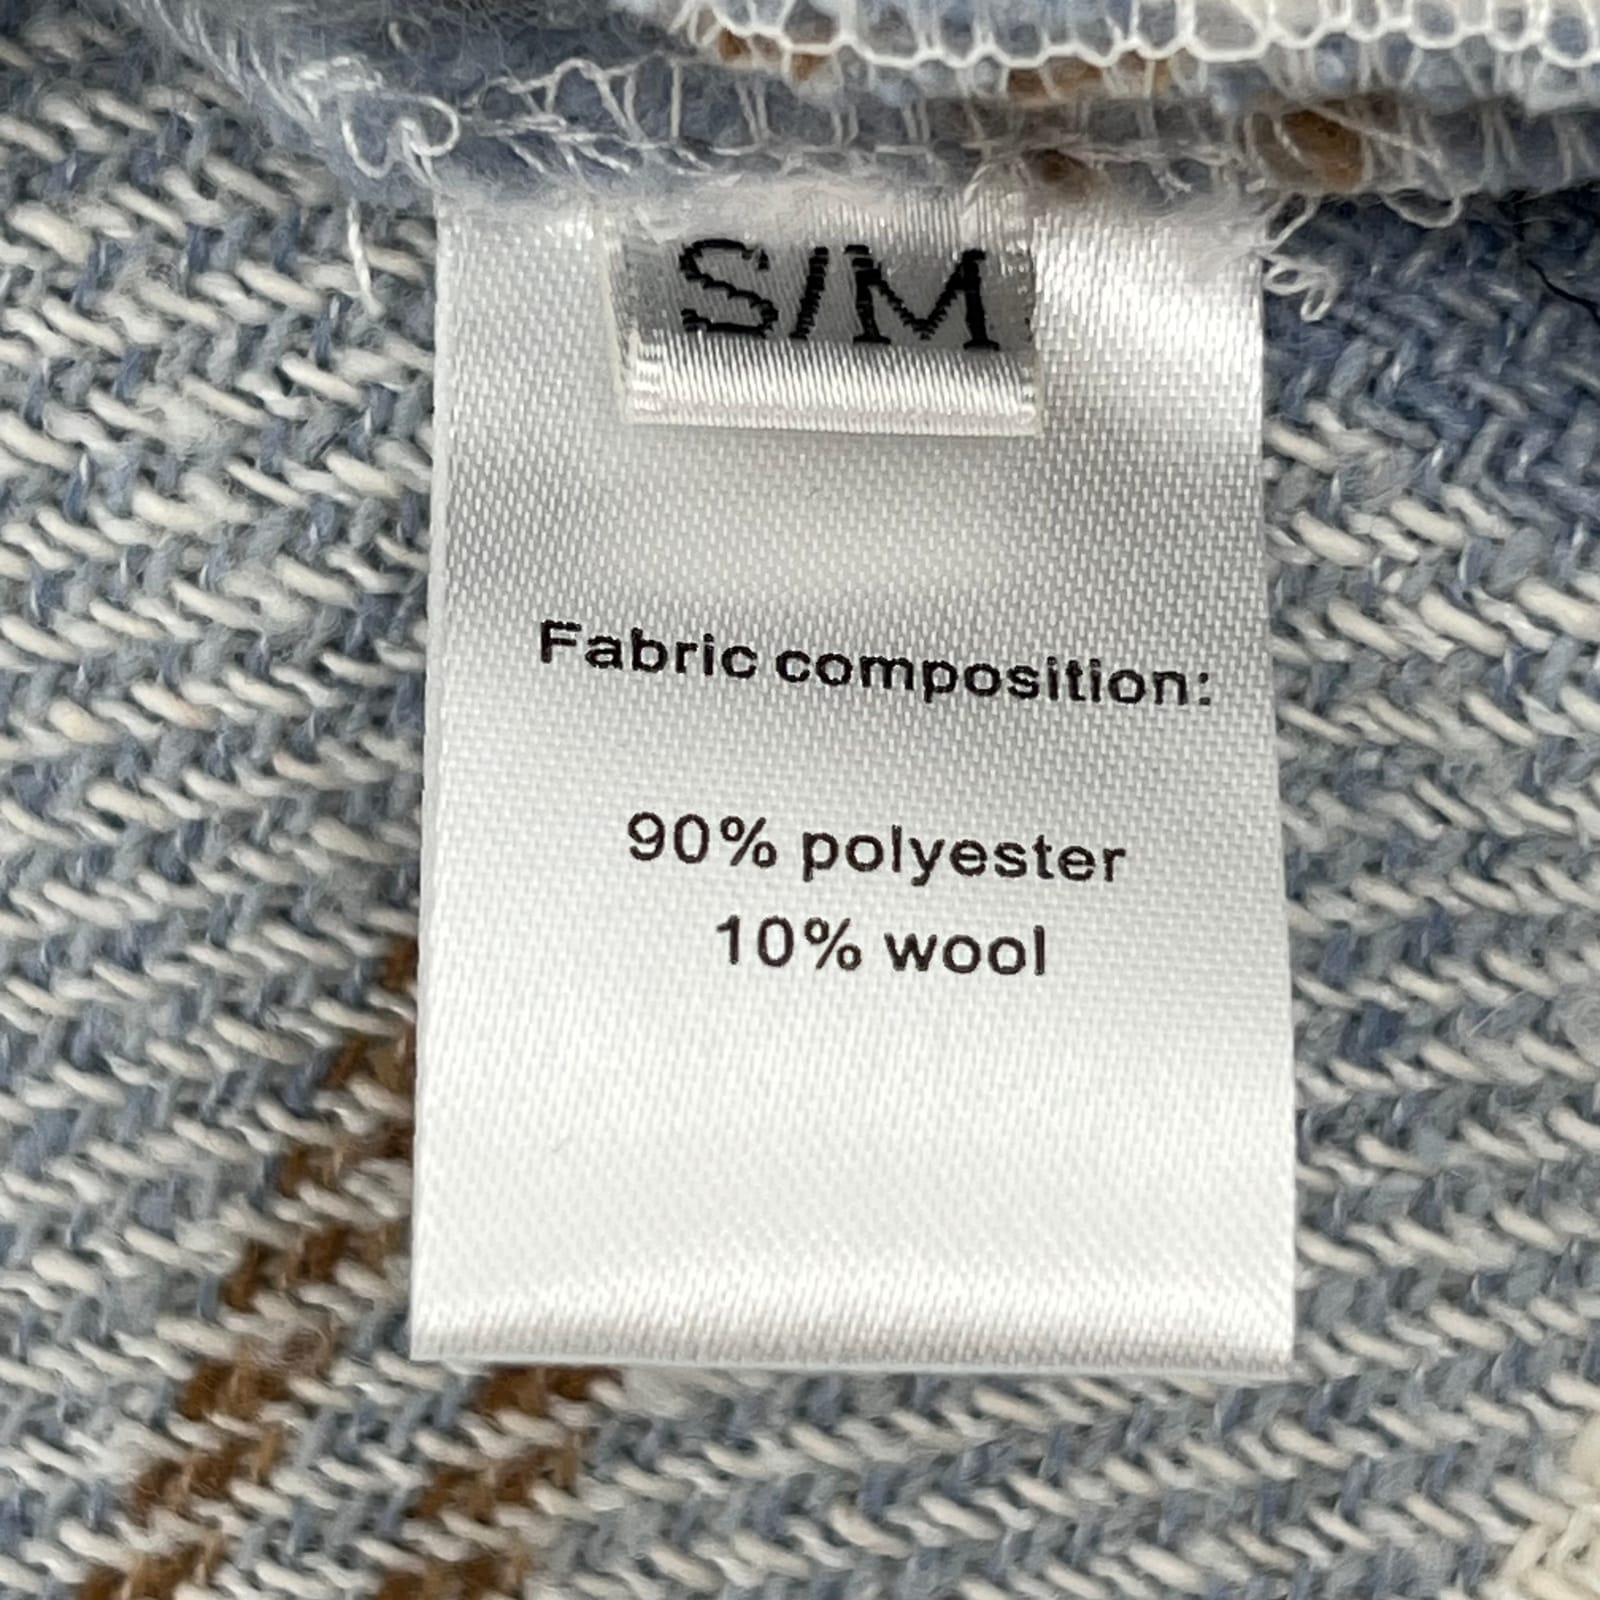 S/M
Fabric composition:
90% polyester
10% wool